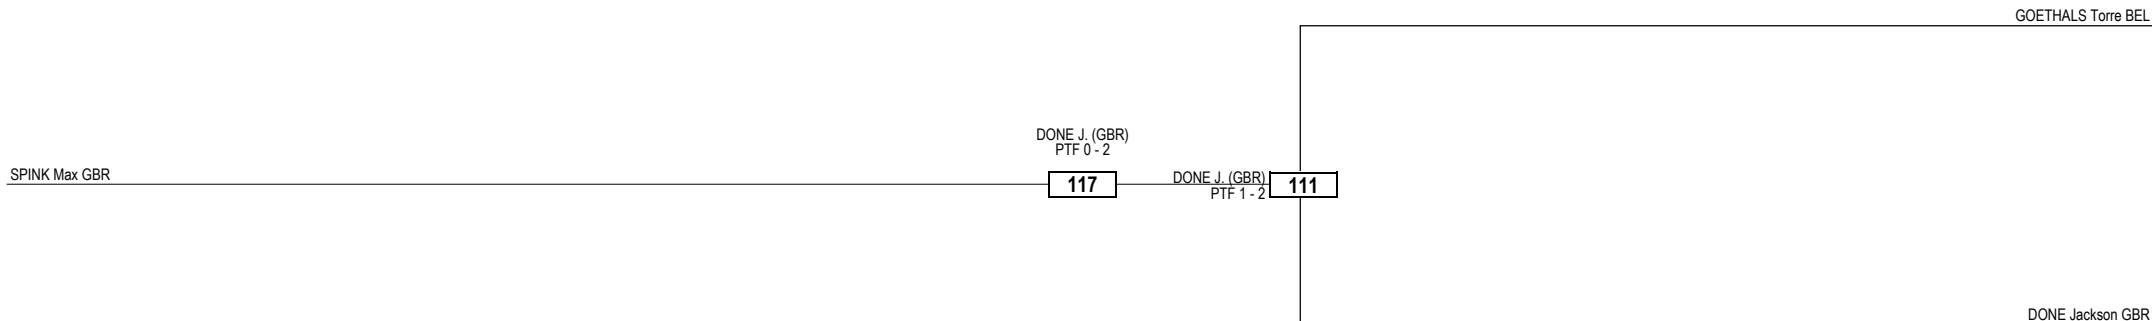 GOETHALS Torre BEL
DONE J. (GBR)
PTF 0 - 2
SPINK Max GBR
117
DONE J. (GBR)
PTF 1 - 2
111
DONE Jackson GBR